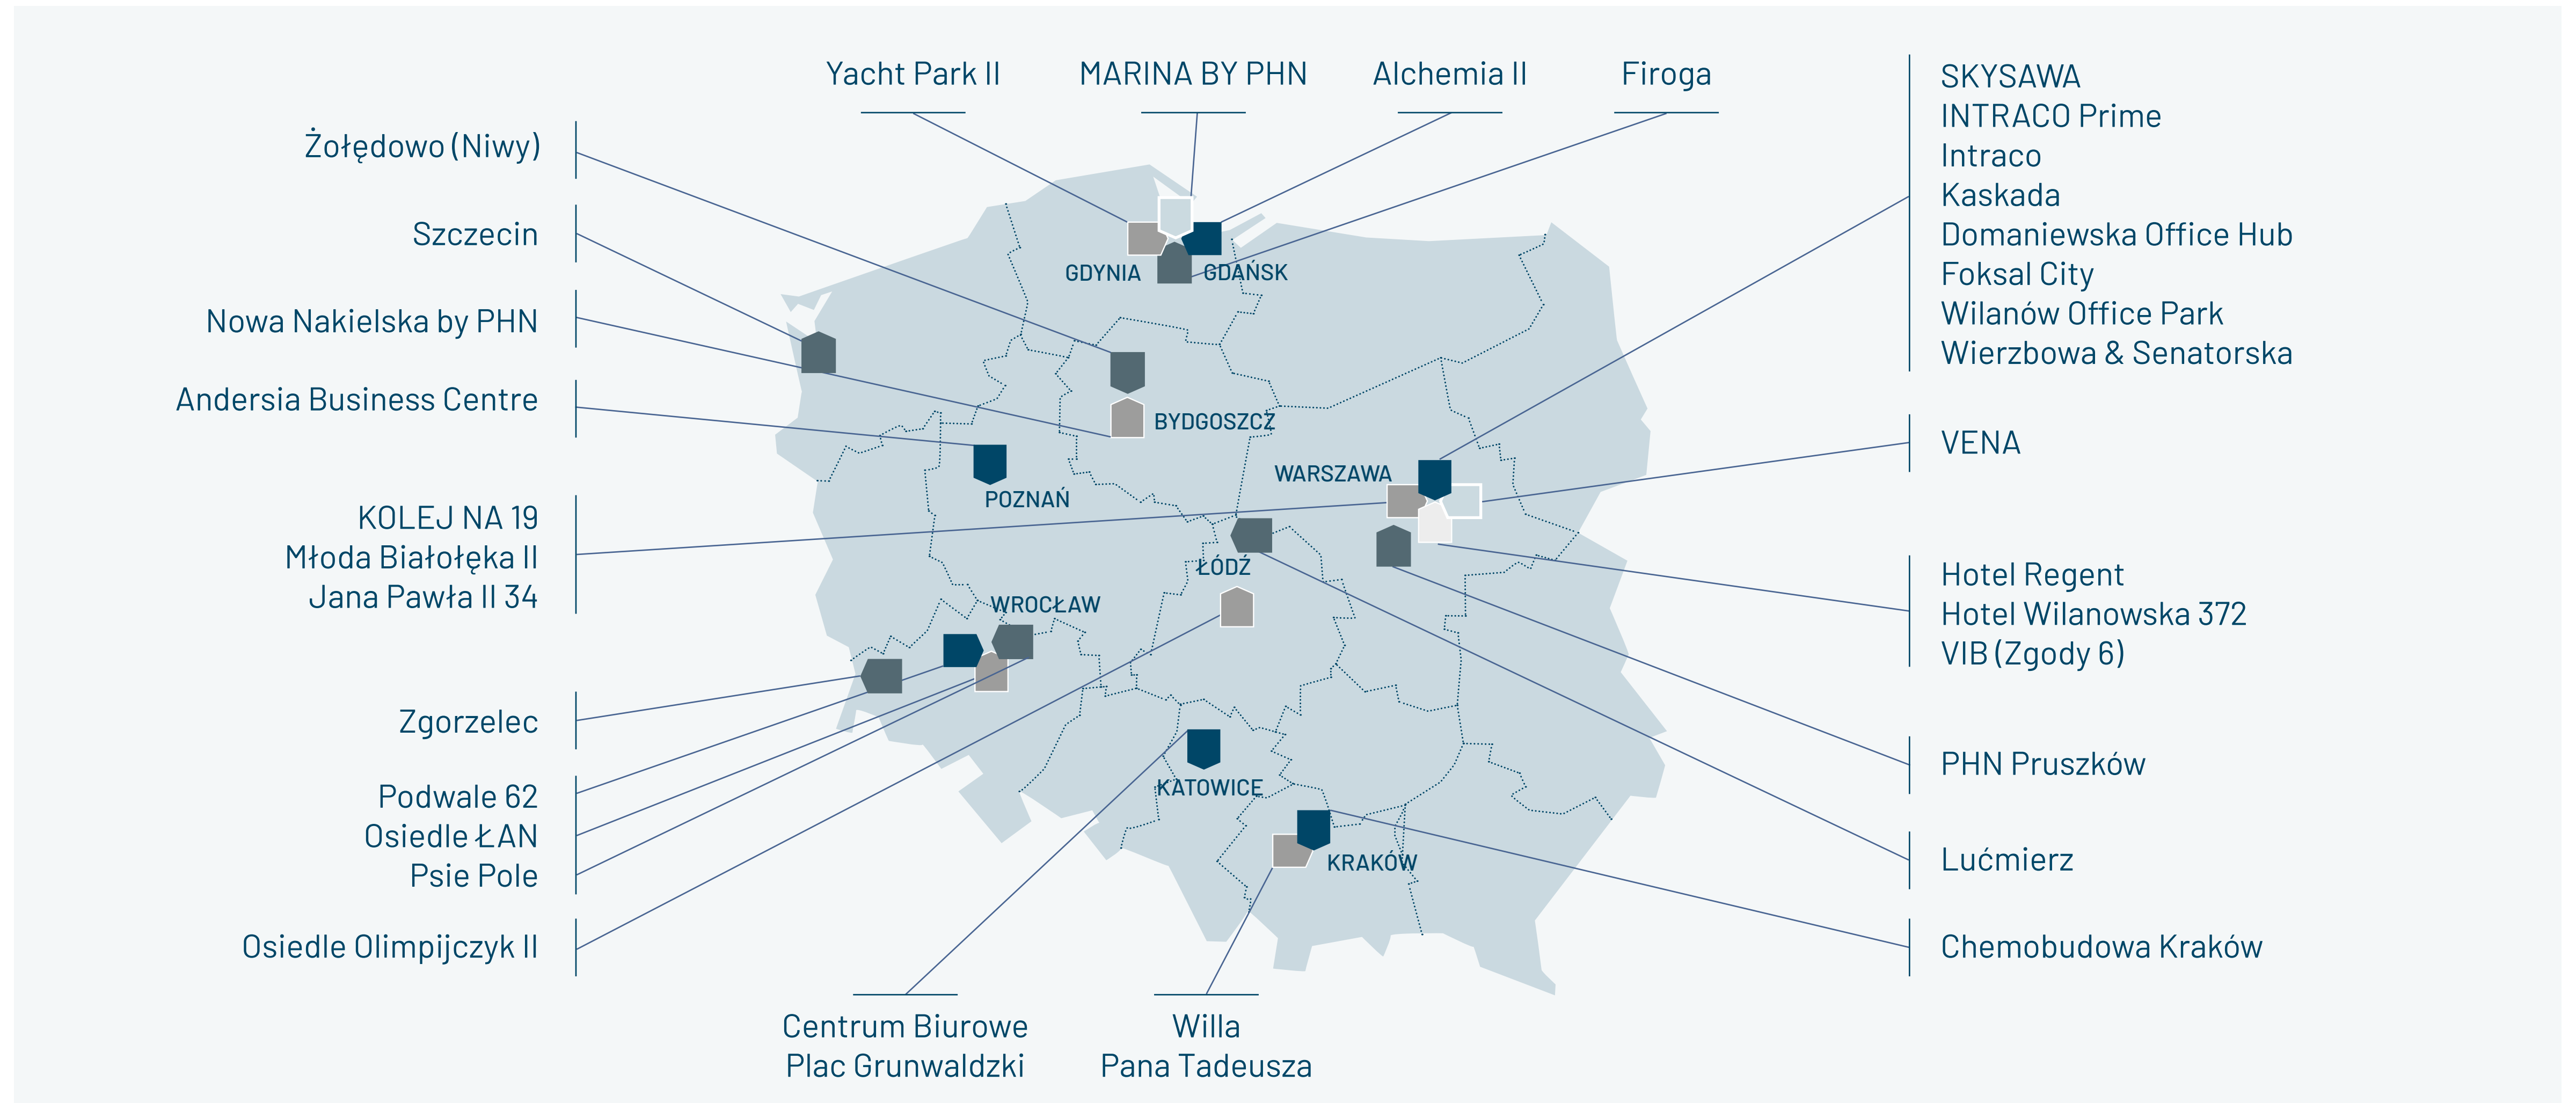 Yacht Park II
MARINA BY PHN
Alchemia II
Firoga
Żołędowo (Niwy)
Szczecin
Nowa Nakielska by PHN
Andersia Business Centre
KOLEJ NA 19
Młoda Białołęka II
Jana Pawła II 34
Zgorzelec
Podwale 62
Osiedle ŁAN
Psie Pole
Osiedle Olimpijczyk II
GDYNIA
GDAŃSK
BYDGOSZCZ
POZNAŃ
WARSZAWA
ŁÓDŹ
WROCŁAW
KATOWICE
KRAKÓW
SKYSAWA
INTRACO Prime
Intraco
Kaskada
Domaniewska Office Hub
Foksal City
Wilanów Office Park
Wierzbowa & Senatorska
VENA
Hotel Regent
Hotel Wilanowska 372
VIB (Zgody 6)
PHN Pruszków
Lućmierz
Chemobudowa Kraków
Centrum Biurowe
Plac Grunwaldzki
Willa
Pana Tadeusza